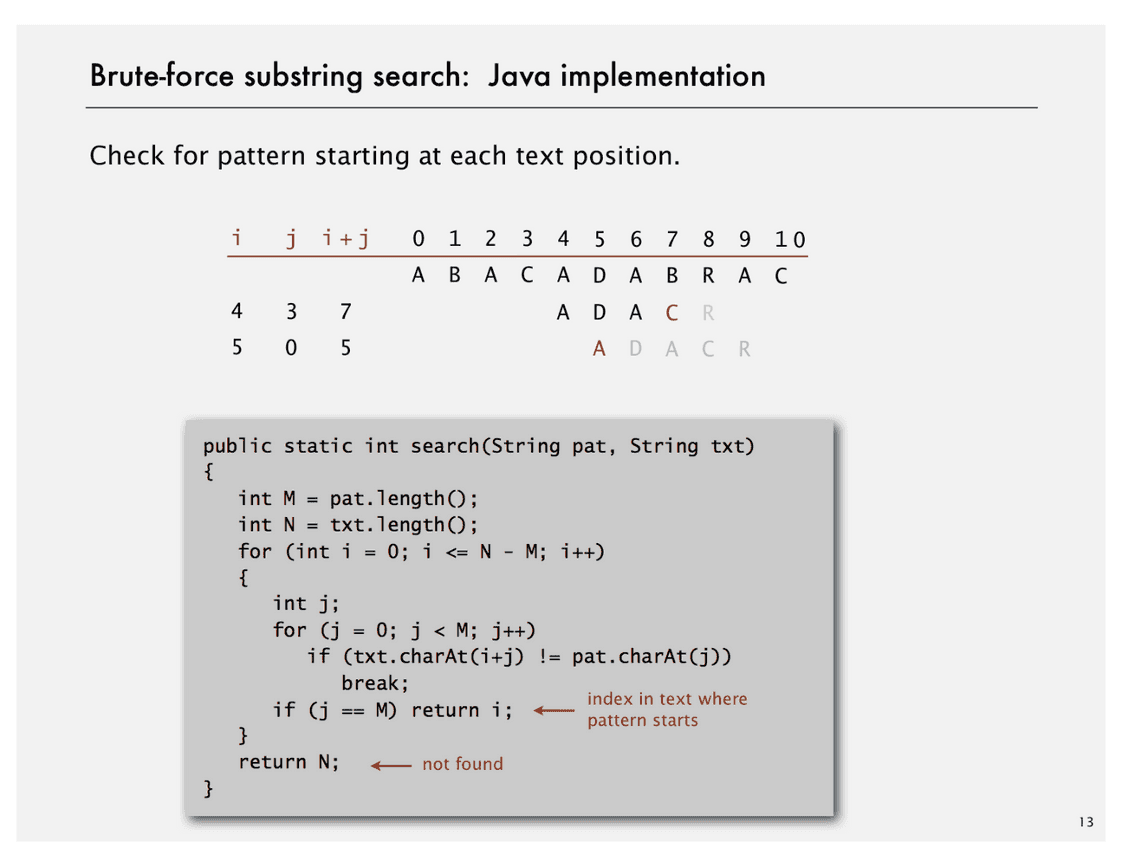 Brute-force substring search: Java implementation
Check for pattern starting at each text position.
i j i+j 0 1 2 3 4 5 6 7 8 9 10
A B A C A D A B R A C
4 3 7 A D A C R
5 0 5 A D A C R
public static int search(String pat, String txt)
{
int M = pat.length();
int N = txt.length();
for (int i = 0; i <= N - M; i++)
{
int j;
for (j = 0; j < M; j++)
if (txt.charAt(i+j) != pat.charAt(j))
break;
if (j == M) return i;
index in text where
pattern starts
}
return N;
not found
}
13